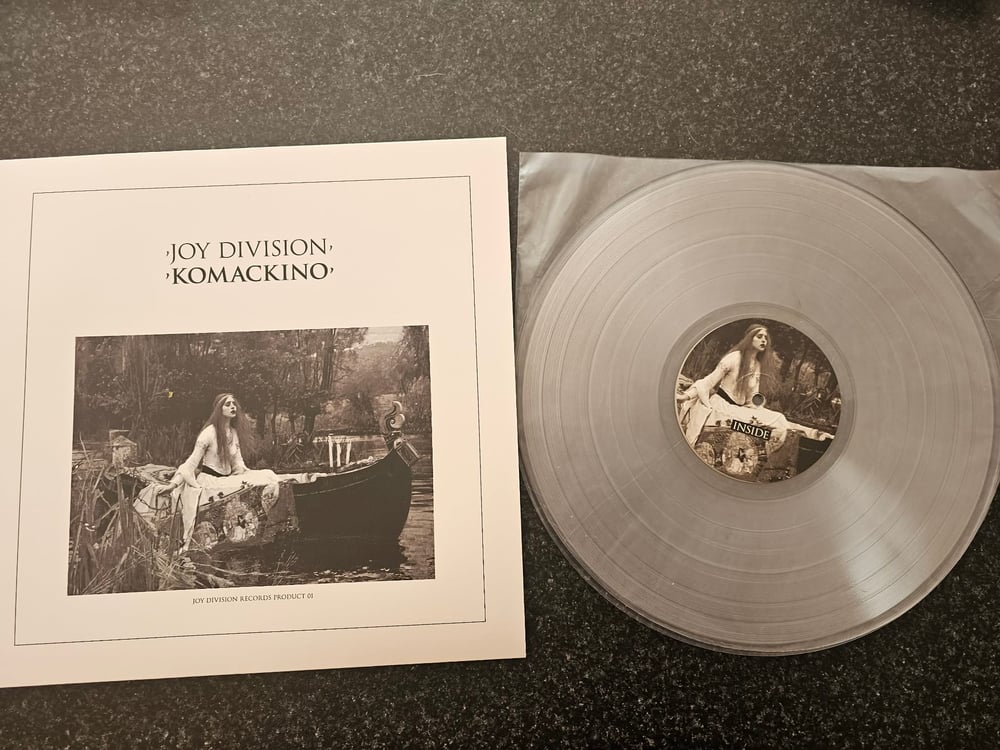 ,JOY DIVISION,
,KOMACKINO,
JOY DIVISION RECORDS PRODUCT 01
INSIDE